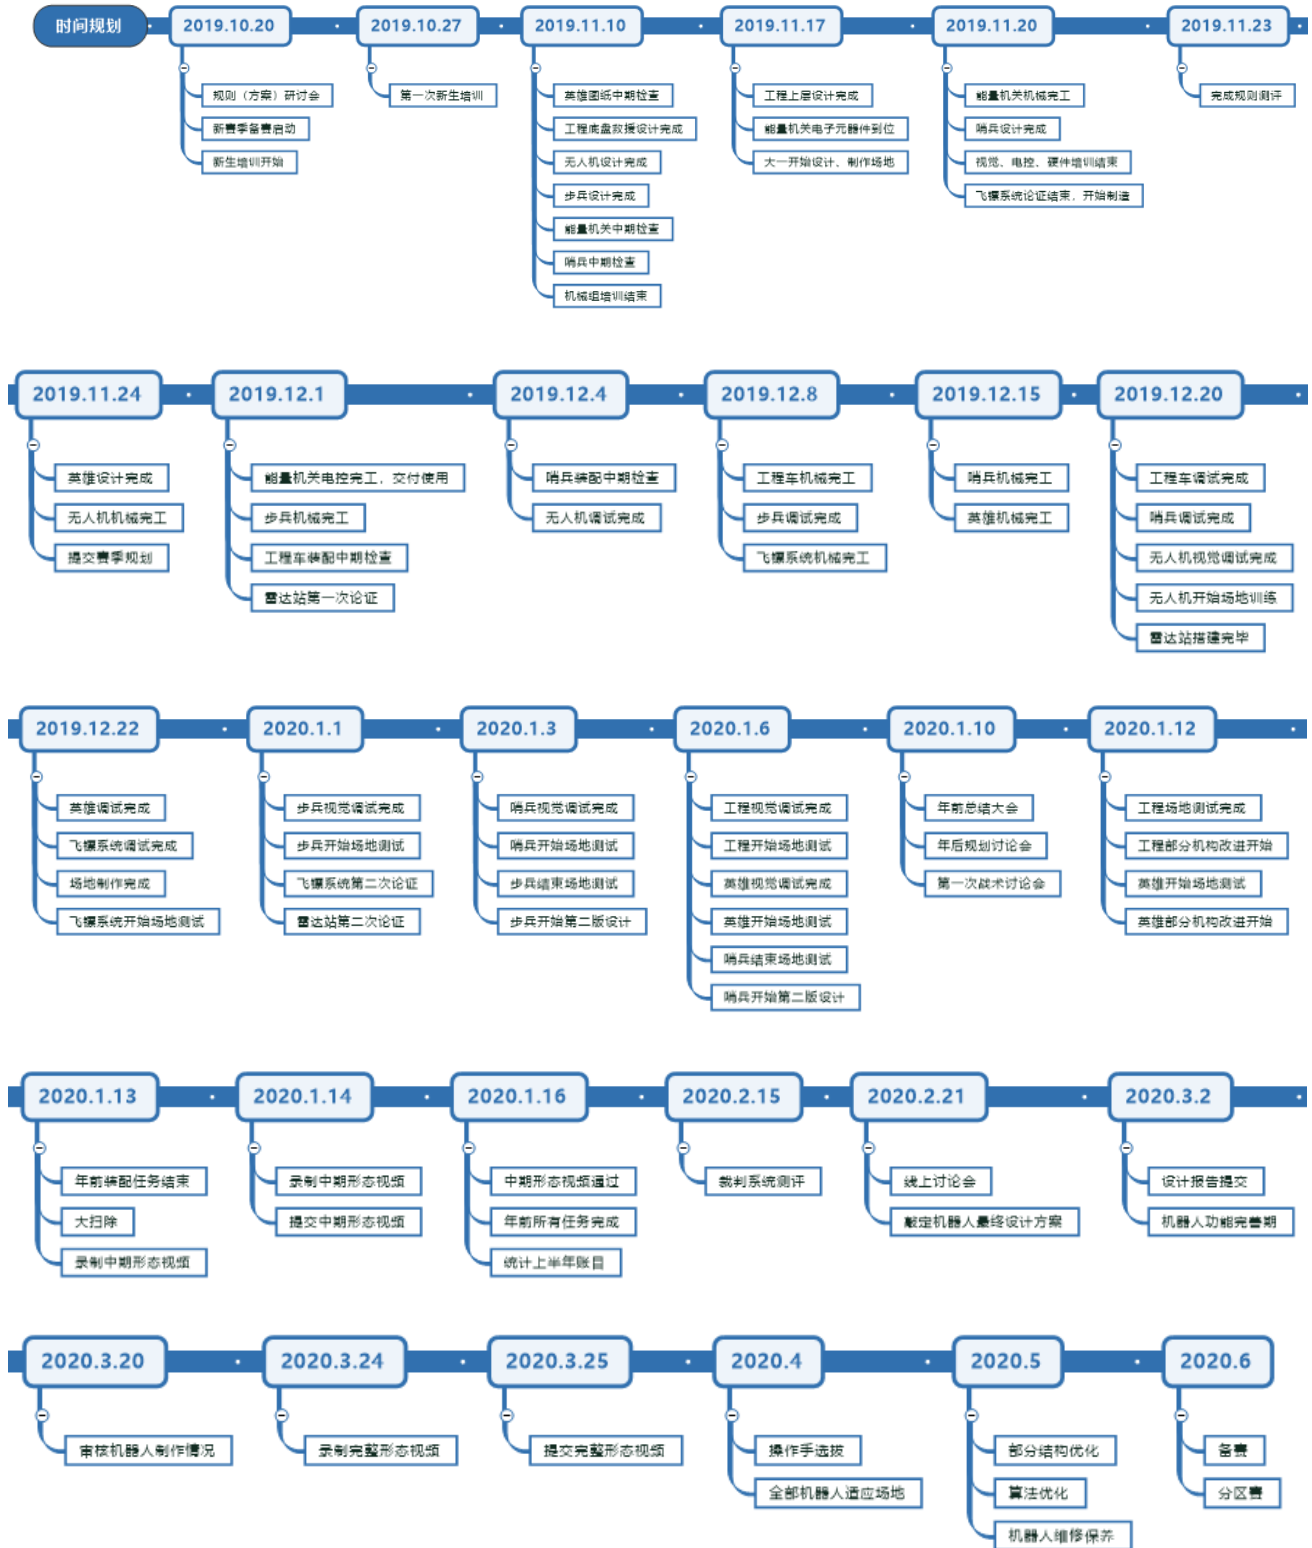 时间规划
2019.10.20
规则（方案）研讨会
新赛季备赛启动
新生培训开始
2019.10.27
第一次新生培训
2019.11.10
英雄图纸中期检查
工程底盘救援设计完成
无人机设计完成
步兵设计完成
能量机关中期检查
哨兵中期检查
机械组培训结束
2019.11.17
工程上层设计完成
能量机关电子元器件到位
大一开始设计、制作场地
2019.11.20
能量机关机械完工
哨兵设计完成
视觉、电控、硬件培训结束
飞镖系统论证结束，开始制造
2019.11.23
完成规则测评
2019.11.24
英雄设计完成
无人机机械完工
提交赛季规划
2019.12.1
能量机关电控完工，交付使用
步兵机械完工
工程车装配中期检查
雷达站第一次论证
2019.12.4
哨兵装配中期检查
无人机调试完成
2019.12.8
工程车机械完工
步兵调试完成
飞镖系统机械完工
2019.12.15
哨兵机械完工
英雄机械完工
2019.12.20
工程车调试完成
哨兵调试完成
无人机视觉调试完成
无人机开始场地训练
雷达站搭建完毕
2019.12.22
英雄调试完成
飞镖系统调试完成
场地制作完成
飞镖系统开始场地测试
2020.1.1
步兵视觉调试完成
步兵开始场地测试
飞镖系统第二次论证
雷达站第二次论证
2020.1.3
哨兵视觉调试完成
哨兵开始场地测试
步兵结束场地测试
步兵开始第二版设计
2020.1.6
工程视觉调试完成
工程开始场地测试
英雄视觉调试完成
英雄开始场地测试
哨兵结束场地测试
哨兵开始第二版设计
2020.1.10
年前总结大会
年后规划讨论会
第一次战术讨论会
2020.1.12
工程场地测试完成
工程部分机构改进开始
英雄开始场地测试
英雄部分机构改进开始
2020.1.13
年前装配任务结束
大扫除
录制中期形态视频
2020.1.14
录制中期形态视频
提交中期形态视频
2020.1.16
中期形态视频通过
年前所有任务完成
统计上半年账目
2020.2.15
裁判系统测评
2020.2.21
线上讨论会
敲定机器人最终设计方案
2020.3.2
设计报告提交
机器人功能完善期
2020.3.20
审核机器人制作情况
2020.3.24
录制完整形态视频
2020.3.25
提交完整形态视频
2020.4
操作手选拔
全部机器人适应场地
2020.5
部分结构优化
算法优化
机器人维修保养
2020.6
备赛
分区赛